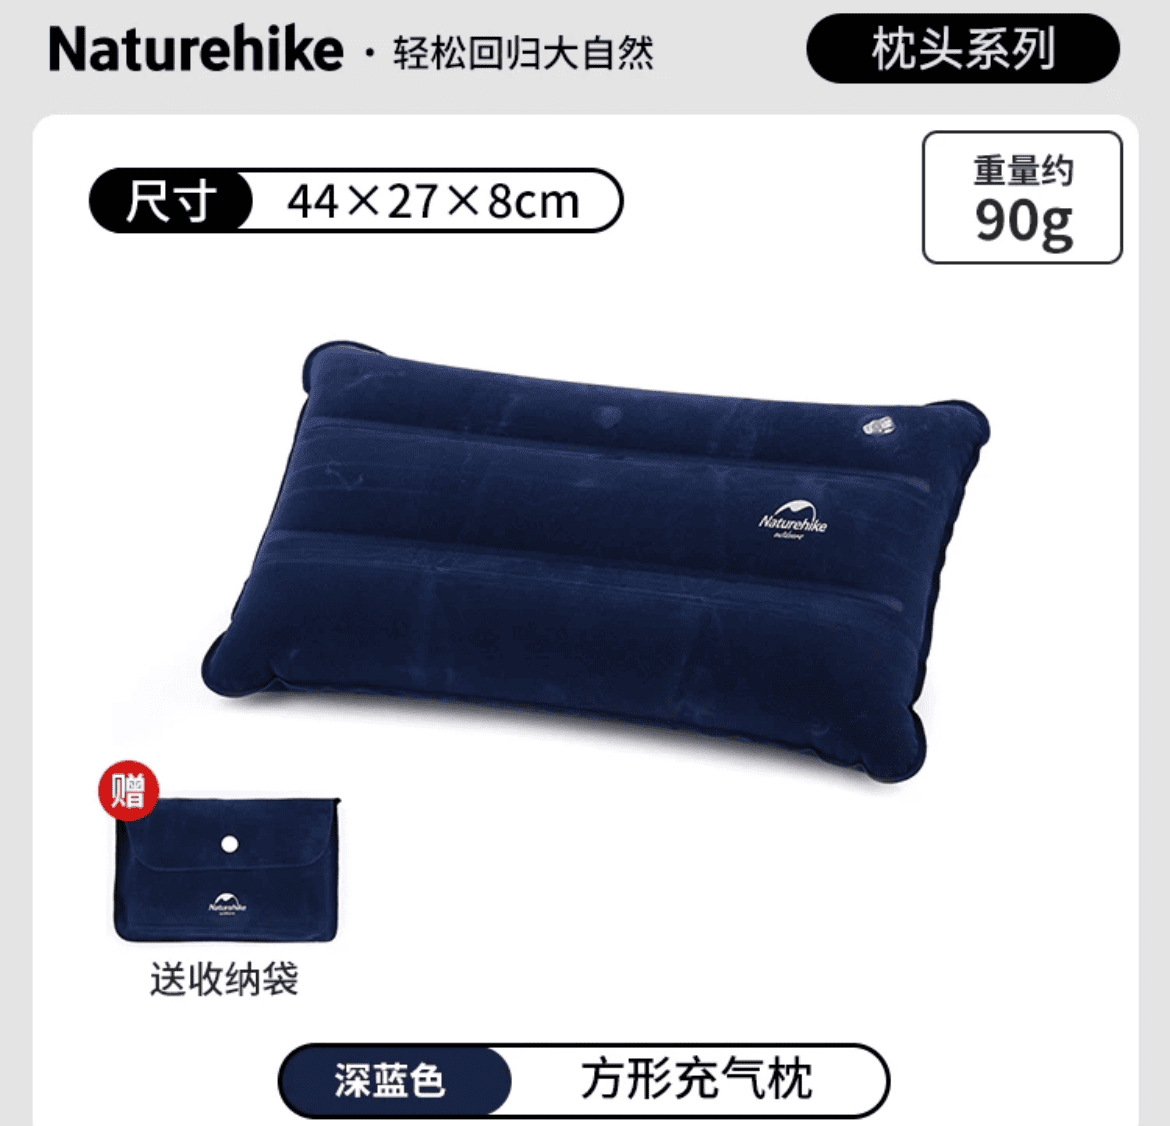 Naturehike · 轻松回归大自然
枕头系列
尺寸 44×27×8cm
重量约
90g
Naturehike
outdoors
赠
Naturehike
送收纳袋
深蓝色 方形充气枕